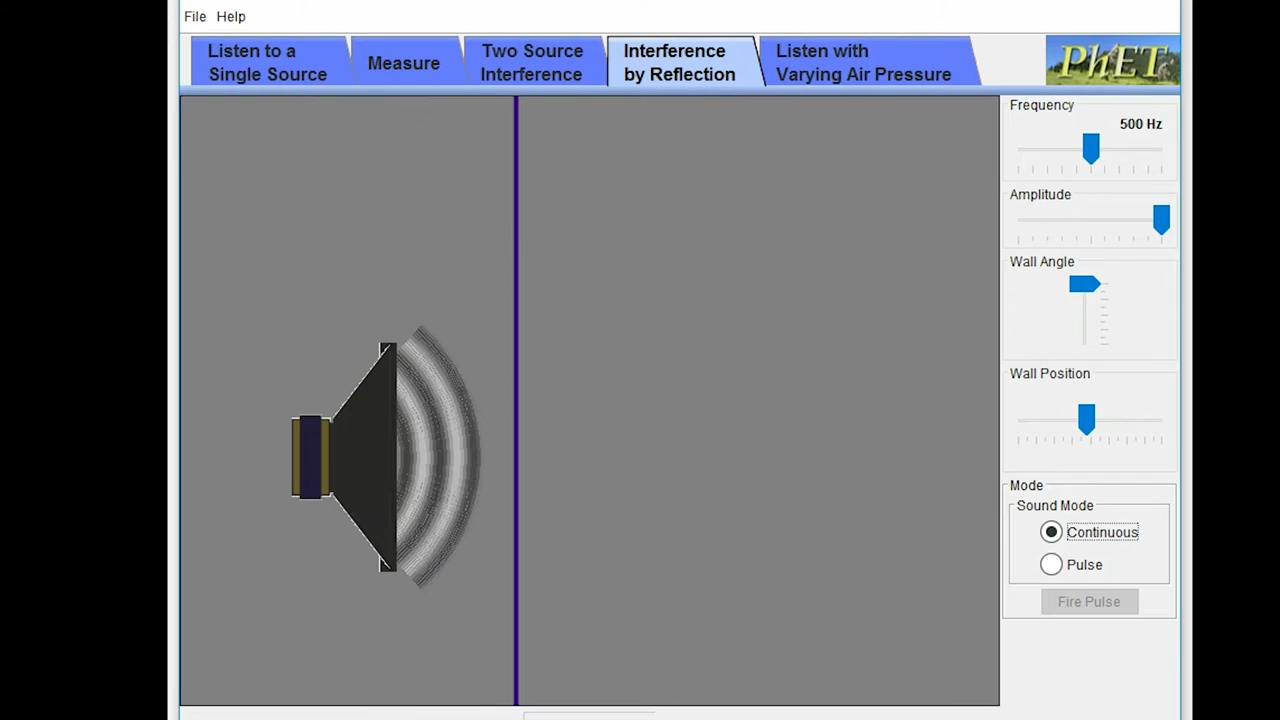 File Help
Listen to a
Single Source
Measure
Two Source
Interference
Interference
by Reflection
Listen with
Varying Air Pressure
PhET
Frequency
500 Hz
Amplitude
Wall Angle
Wall Position
Mode
Sound Mode
Continuous
Pulse
Fire Pulse